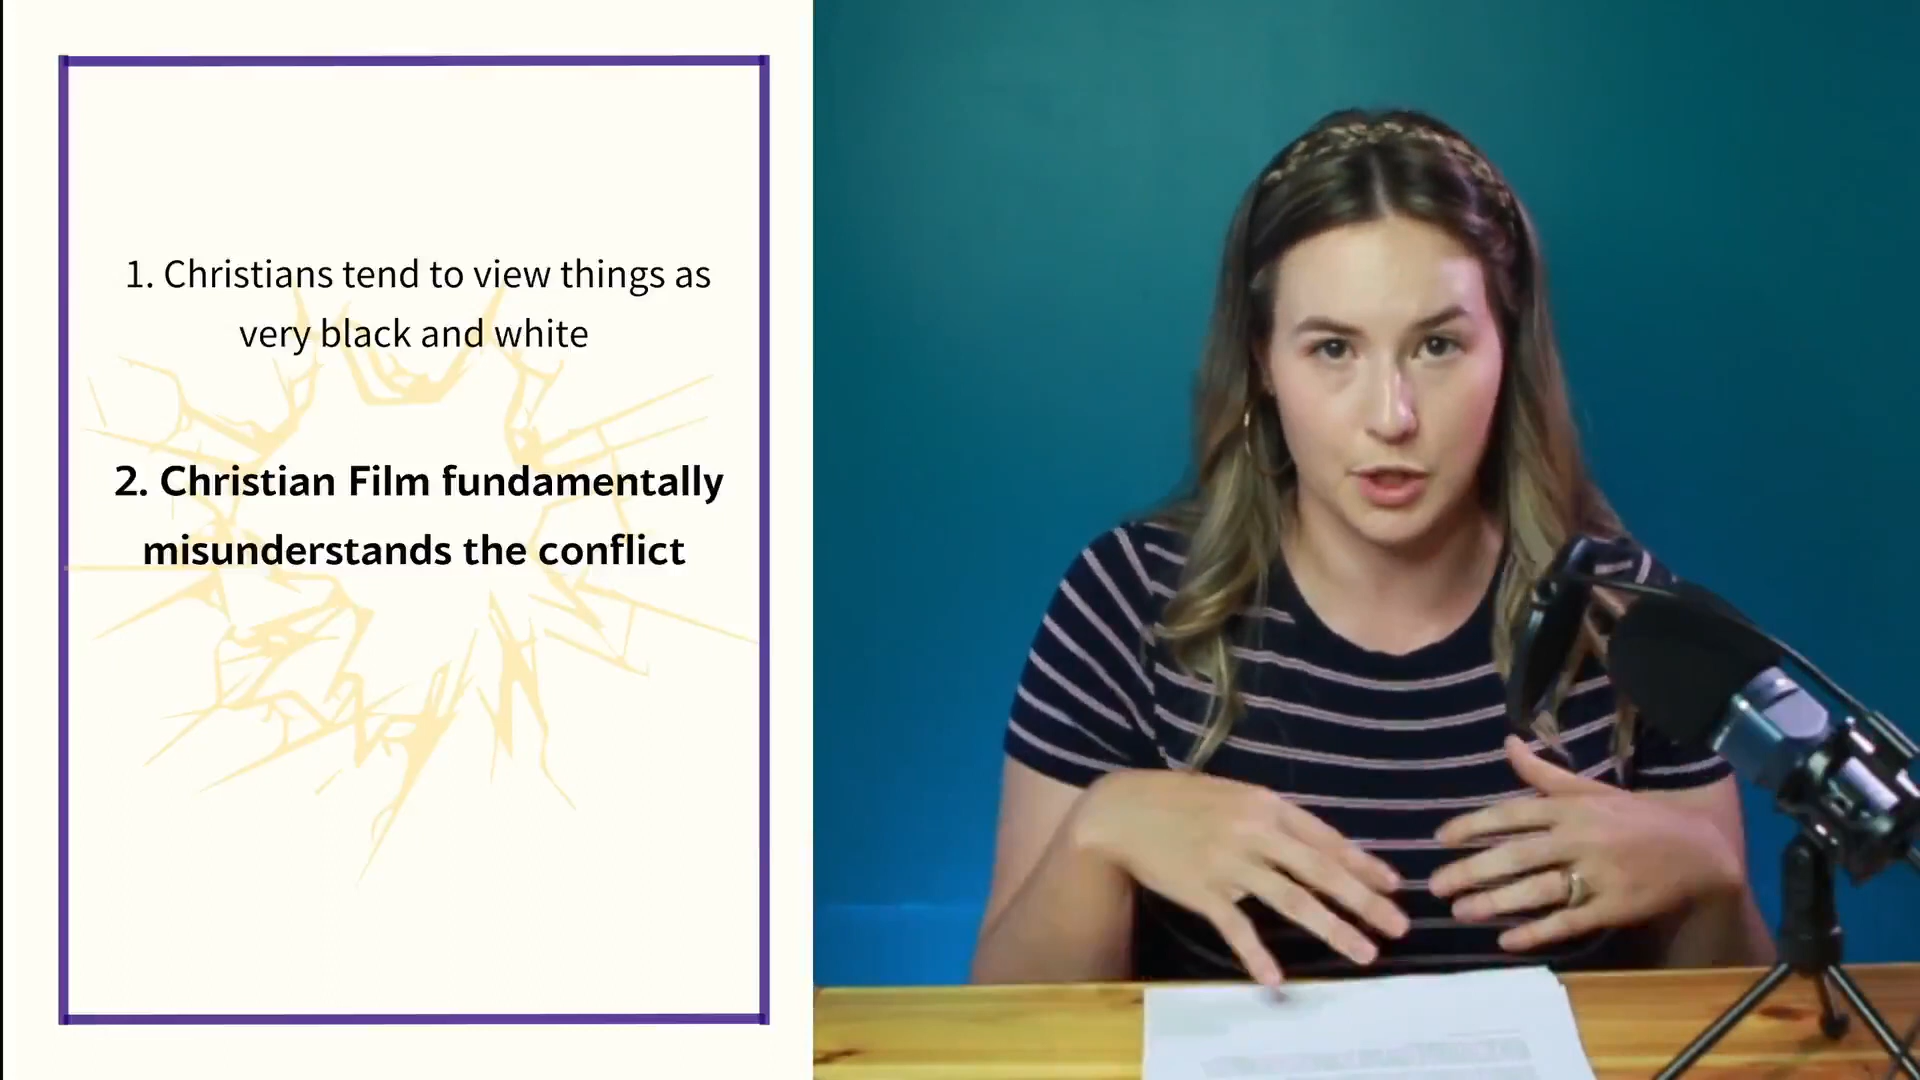 1. Christians tend to view things as
very black and white
2. Christian Film fundamentally
misunderstands the conflict